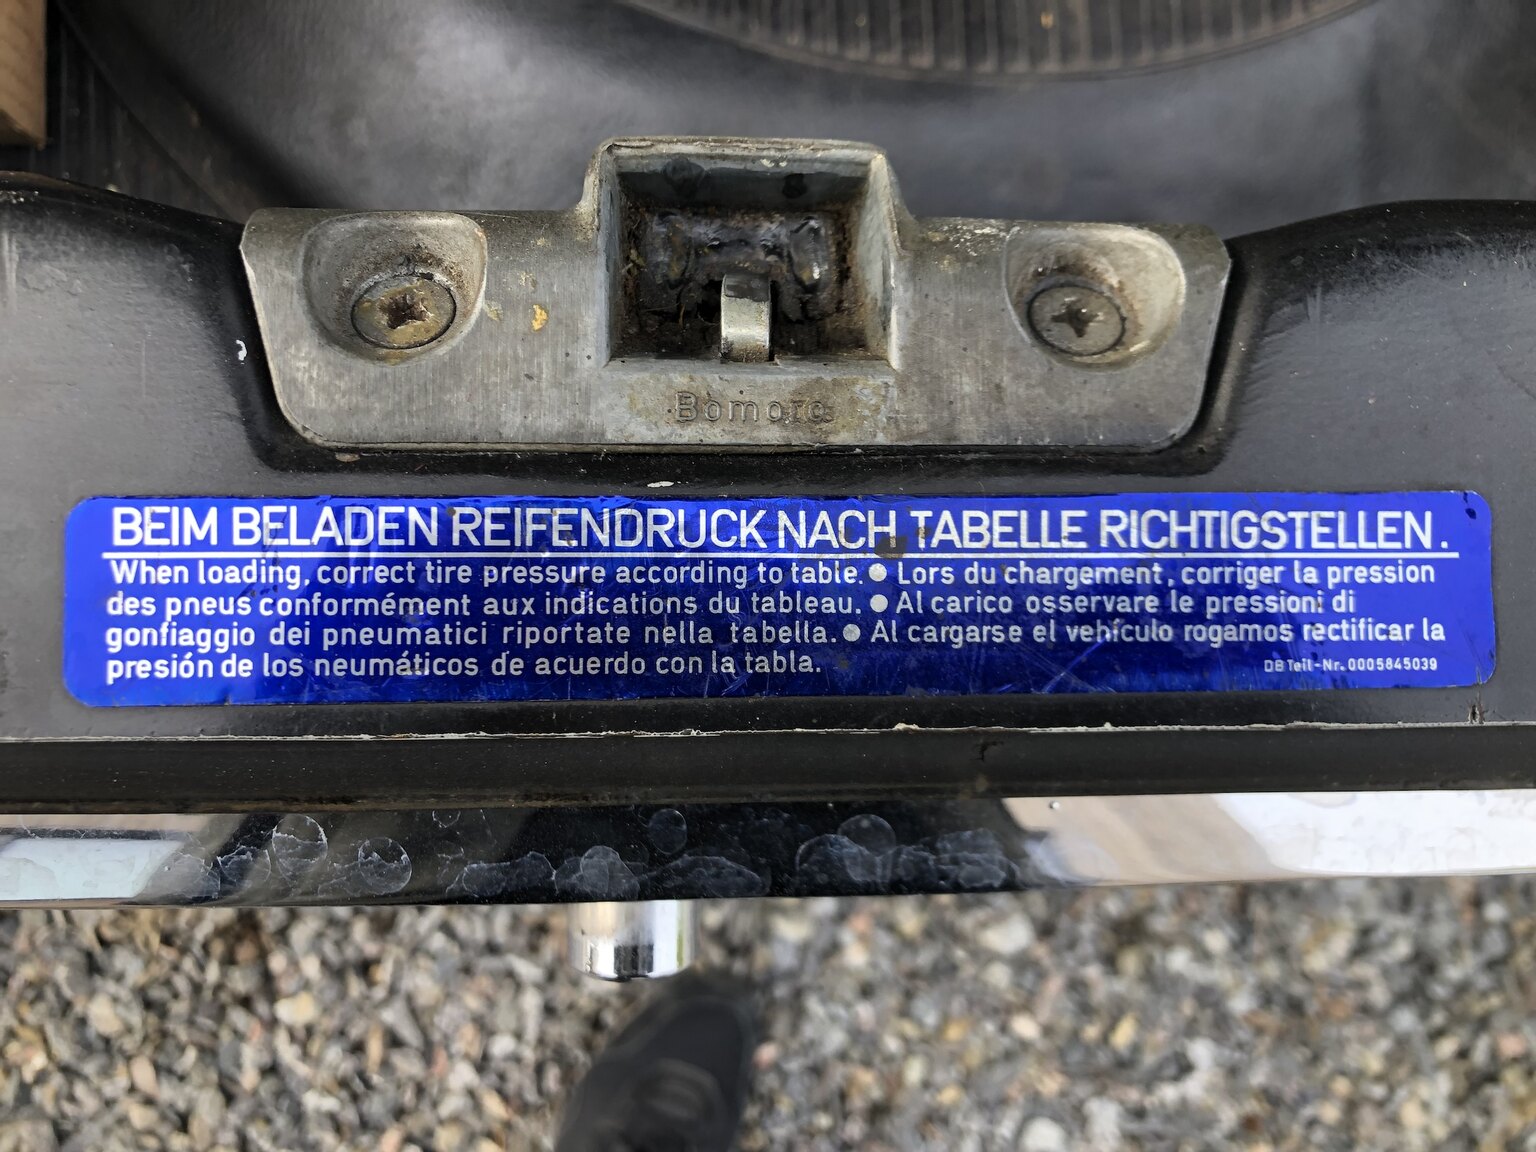 Bomoro
BEIM BELADEN REIFENDRUCK NACH TABELLE RICHTIGSTELLEN.
When loading, correct tire pressure according to table. ● Lors du chargement, corriger la pression
des pneus conformément aux indications du tableau. ● Al carico osservare le pressioni di
gonfiaggio dei pneumatici riportate nella tabella. ● Al cargarse el vehículo rogamos rectificar la
presión de los neumáticos de acuerdo con la tabla.
DB Teil-Nr. 0005845039